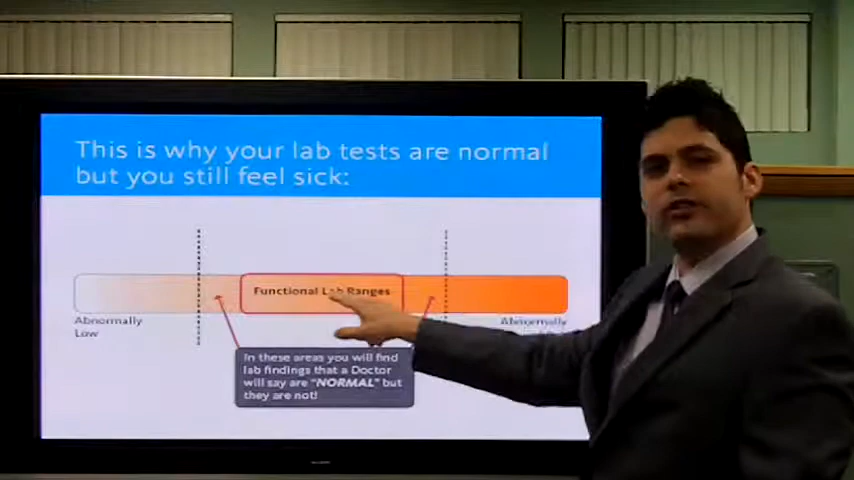 This is why your lab tests are normal
but you still feel sick:
Functional Lab Ranges
Abnormally
Low
Abnormally
In these areas you will find
lab findings that a Doctor
will say are "NORMAL" but
they are not!